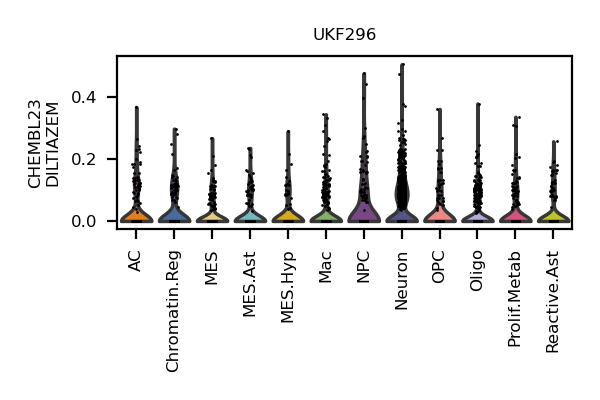 UKF296
CHEMBL23
DILTIAZEM
0.4
0.2
0.0
AC
Chromatin.Reg
MES
MES.Ast
MES.Hyp
Mac
NPC
Neuron
OPC
Oligo
Prolif.Metab
Reactive.Ast